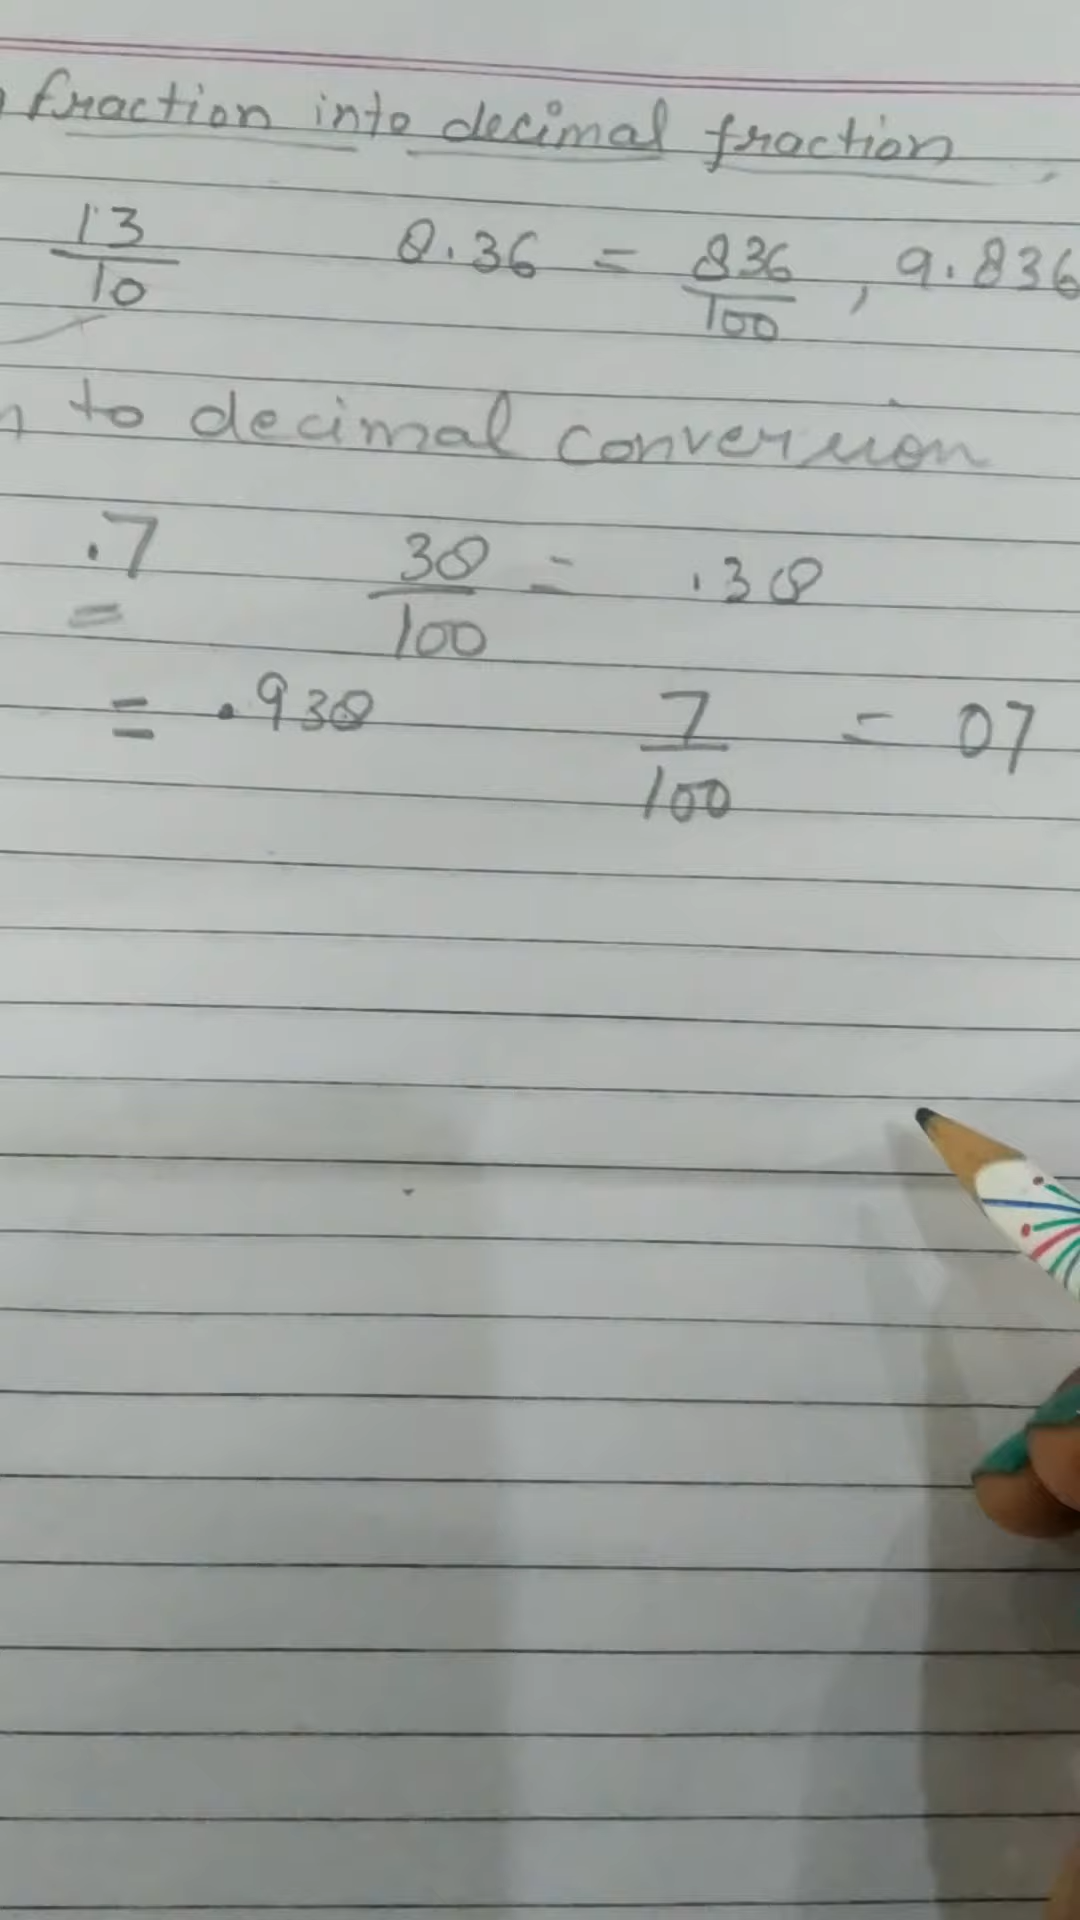 fraction into decimal fraction
13/10 8.36 = 836/100 , 9.836
to decimal conversion
.7 38/100 = .38
=
= .938 7/100 = 07